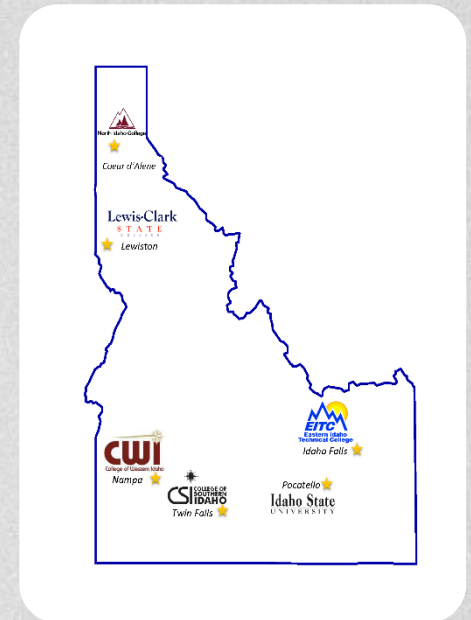 North Idaho College
Coeur d'Alene
Lewis-Clark
STATE
COLLEGE
Lewiston
EITC
Eastern Idaho
Technical College
Idaho Falls
CWI
College of Western Idaho
Nampa
CSI
COLLEGE OF
SOUTHERN
IDAHO
Twin Falls
Pocatello
Idaho State
UNIVERSITY